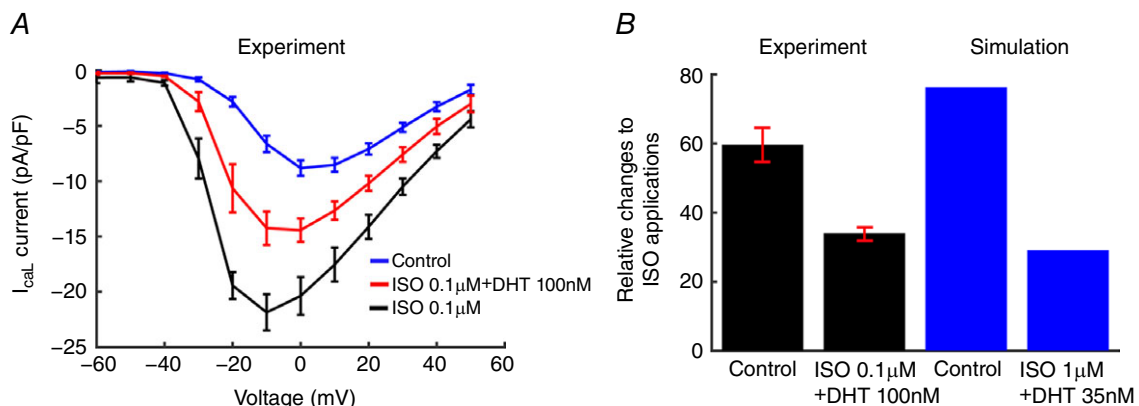 A
Experiment
0
−5
−10
−15
−20
−25
I_caL current (pA/pF)
Control
ISO 0.1µM+DHT 100nM
ISO 0.1µM
−60
−40
−20
0
20
40
60
Voltage (mV)
B
Experiment
Simulation
80
60
40
20
0
Relative changes to
ISO applications
Control
ISO 0.1µM
+DHT 100nM
Control
ISO 1µM
+DHT 35nM